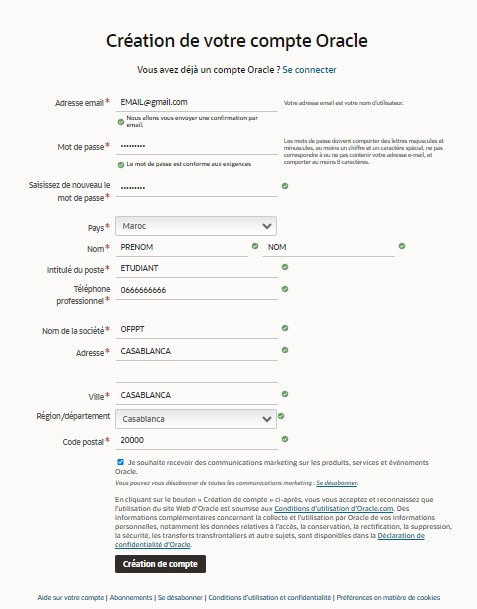 Création de votre compte Oracle
Vous avez déjà un compte Oracle ? Se connecter
Adresse email* EMAIL@gmail.com Votre adresse email est votre nom d'utilisateur.
Nous allons vous envoyer une confirmation par
email.
Mot de passe* ••••••••• Les mots de passe doivent comporter des lettres majuscules et
minuscules, au moins un chiffre et un caractère spécial, ne pas
correspondre à ou ne pas contenir votre adresse e-mail, et
comporter au moins 8 caractères.
Le mot de passe est conforme aux exigences
Saisissez de nouveau le
mot de passe* •••••••••
Pays* Maroc
Nom* PRENOM NOM
Intitulé du poste* ETUDIANT
Téléphone
professionnel* 0666666666
Nom de la société* OFPPT
Adresse* CASABLANCA
Ville* CASABLANCA
Région/département Casablanca
Code postal* 20000
Je souhaite recevoir des communications marketing sur les produits, services et événements
Oracle.
Vous pouvez vous désabonner de toutes les communications marketing : Se désabonner.
En cliquant sur le bouton « Création de compte » ci-après, vous vous acceptez et reconnaissez que
l'utilisation du site Web d'Oracle est soumise aux Conditions d'utilisation d'Oracle.com. Des
informations complémentaires concernant la collecte et l'utilisation par Oracle de vos informations
personnelles, notamment des données relatives à l'accès, la conservation, la rectification, la suppression,
la sécurité, les transferts transfrontaliers et autre sujets, sont disponibles dans la Déclaration de
confidentialité d'Oracle.
Création de compte
Aide sur votre compte | Abonnements | Se désabonner | Conditions d'utilisation et confidentialité | Préférences en matière de cookies